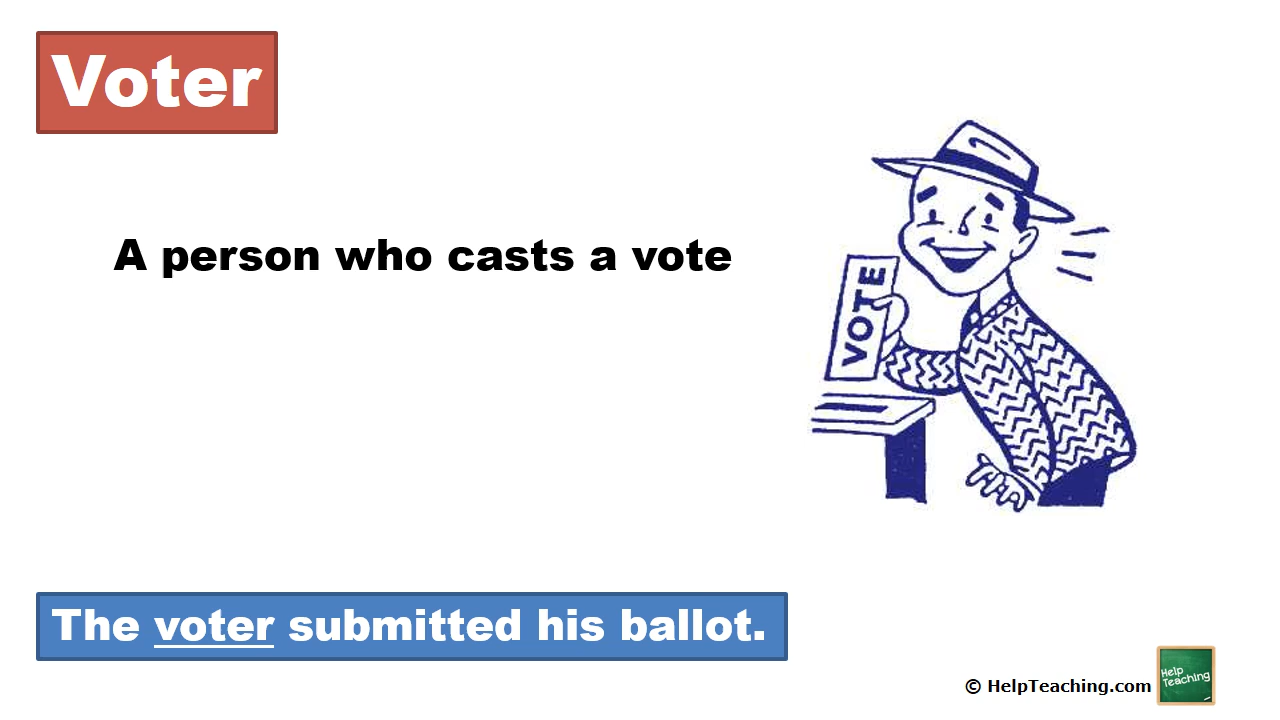 Voter
A person who casts a vote
VOTE
The voter submitted his ballot.
© HelpTeaching.com
Help
Teaching